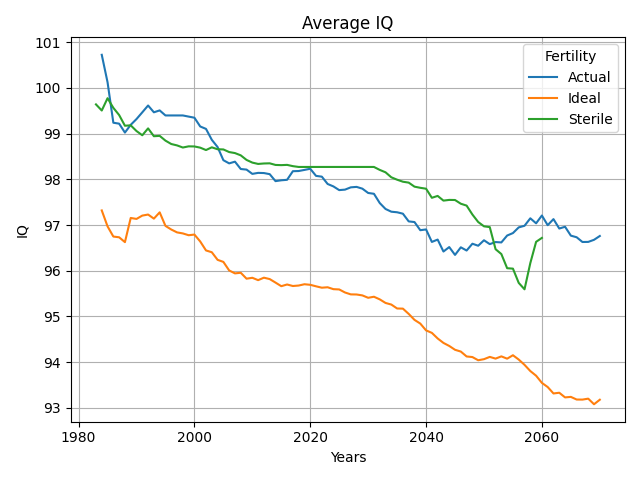 Average IQ
101
100
99
98
97
96
95
94
93
IQ
1980
2000
2020
2040
2060
Years
Fertility
Actual
Ideal
Sterile